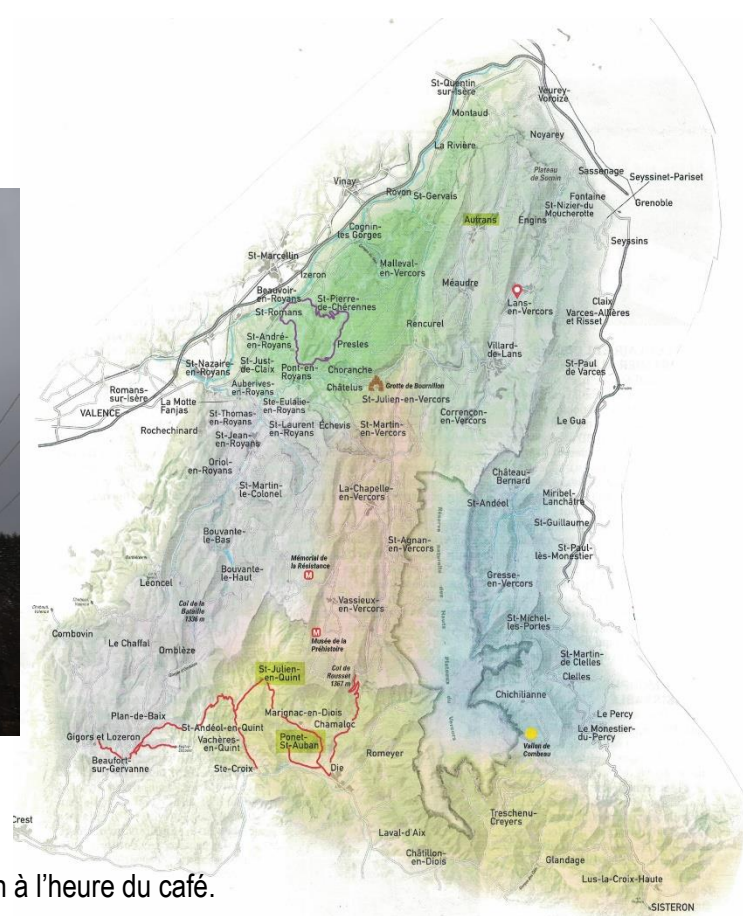 St-Quentin
sur-Isère
Veurey-
Voroize
Montaud
Noyarey
La Rivière
Plateau
de Sornin
Sassenage
Seyssinet-Pariset
Vinay
Rovon
St-Gervais
Fontaine
St-Nizier-du
Moucherotte
Grenoble
Autrans
Engins
Cognin-
les Gorges
Seyssins
St-Marcellin
Malleval-
en-Vercors
Izeron
Méaudre
Beauvoir-
en-Royans
St-Pierre-
de-Chérennes
Lans-
en-Vercors
Claix
Varces-Allières
et Risset
St-Romans
Rencurel
St-André-
en-Royans
Presles
Villard-
de-Lans
St-Nazaire-
en-Royans
St-Just-
de-Claix
Pont-en-
Royans
Choranche
St-Paul
de Varces
Romans-
sur-Isère
Auberives-
en-Royans
Châtelus
Grotte de Bournillon
VALENCE
La Motte
Fanjas
Ste-Eulalie-
en-Royans
St-Julien-en-Vercors
Rochechinard
St-Thomas-
en-Royans
St-Laurent
en-Royans
Échevis
St-Martin-
en-Vercors
Corrençon-
en-Vercors
Le Gua
St-Jean-
en-Royans
Oriol-
en-Royans
Château-
Bernard
St-Martin-
le-Colonel
La-Chapelle-
en-Vercors
St-Andéol
Miribel-
Lanchâtre
St-Guillaume
Bouvante-
le-Bas
St-Agnan-
en-Vercors
St-Paul-
lès-Monestier
Mémorial de
la Résistance
M
Bouvante-
le-Haut
Gresse-
en-Vercors
Léoncel
Col de la
Bataille
1336 m
Vassieux-
en-Vercors
St-Michel-
les-Portes
Combovin
Le Chaffal
Omblèze
M
Musée de la
Préhistoire
St-Martin-
de Clelles
Clelles
St-Julien-
en-Quint
Col de
Rousset
1367 m
Chichilianne
Plan-de-Baix
Marignac-en-Diois
Chamaloc
Le Percy
Gigors et Lozeron
St-Andéol-en-Quint
Vachères-
en-Quint
Ponet-
St-Auban
Vallon de
Combeau
Le Monestier-
du-Percy
Beaufort-
sur-Gervanne
Ste-Croix
Die
Romeyer
Treschenu-
Creyers
Crest
Laval-d'Aix
Châtillon-
en-Diois
Glandage
Lus-la-Croix-Haute
SISTERON
n à l'heure du café.